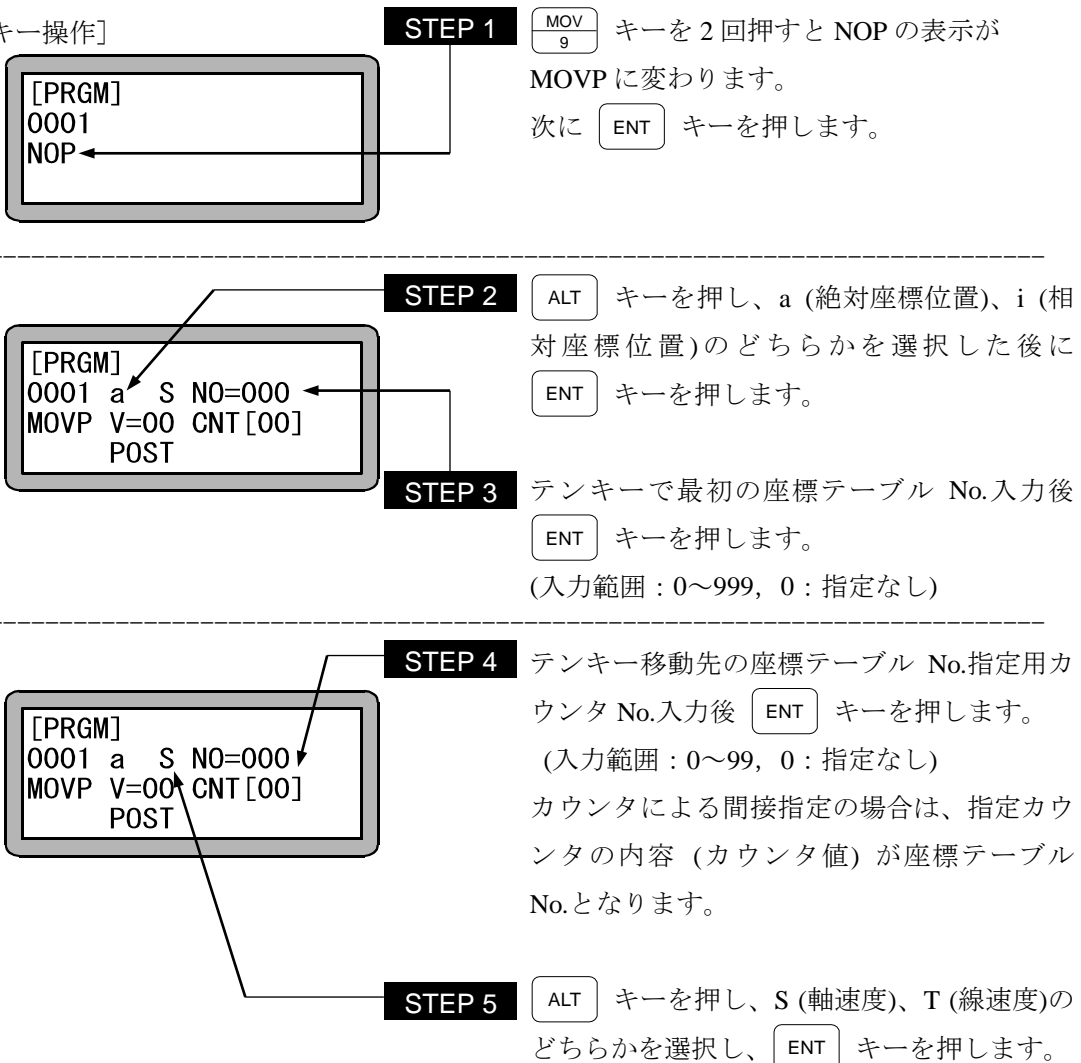 キー操作]
STEP 1
MOV
9
キーを 2 回押すと NOP の表示が
MOVP に変わります。
次に ENT キーを押します。
[PRGM]
0001
NOP
STEP 2
ALT キーを押し、a (絶対座標位置)、i (相
対座標位置)のどちらかを選択した後に
ENT キーを押します。
[PRGM]
0001 a S NO=000
MOVP V=00 CNT[00]
POST
STEP 3
テンキーで最初の座標テーブル No.入力後
ENT キーを押します。
(入力範囲：0～999，0：指定なし)
STEP 4
テンキー移動先の座標テーブル No.指定用カ
ウンタ No.入力後 ENT キーを押します。
(入力範囲：0～99，0：指定なし)
カウンタによる間接指定の場合は、指定カウ
ンタの内容 (カウンタ値) が座標テーブル
No.となります。
[PRGM]
0001 a S NO=000
MOVP V=00 CNT[00]
POST
STEP 5
ALT キーを押し、S (軸速度)、T (線速度)の
どちらかを選択し、 ENT キーを押します。